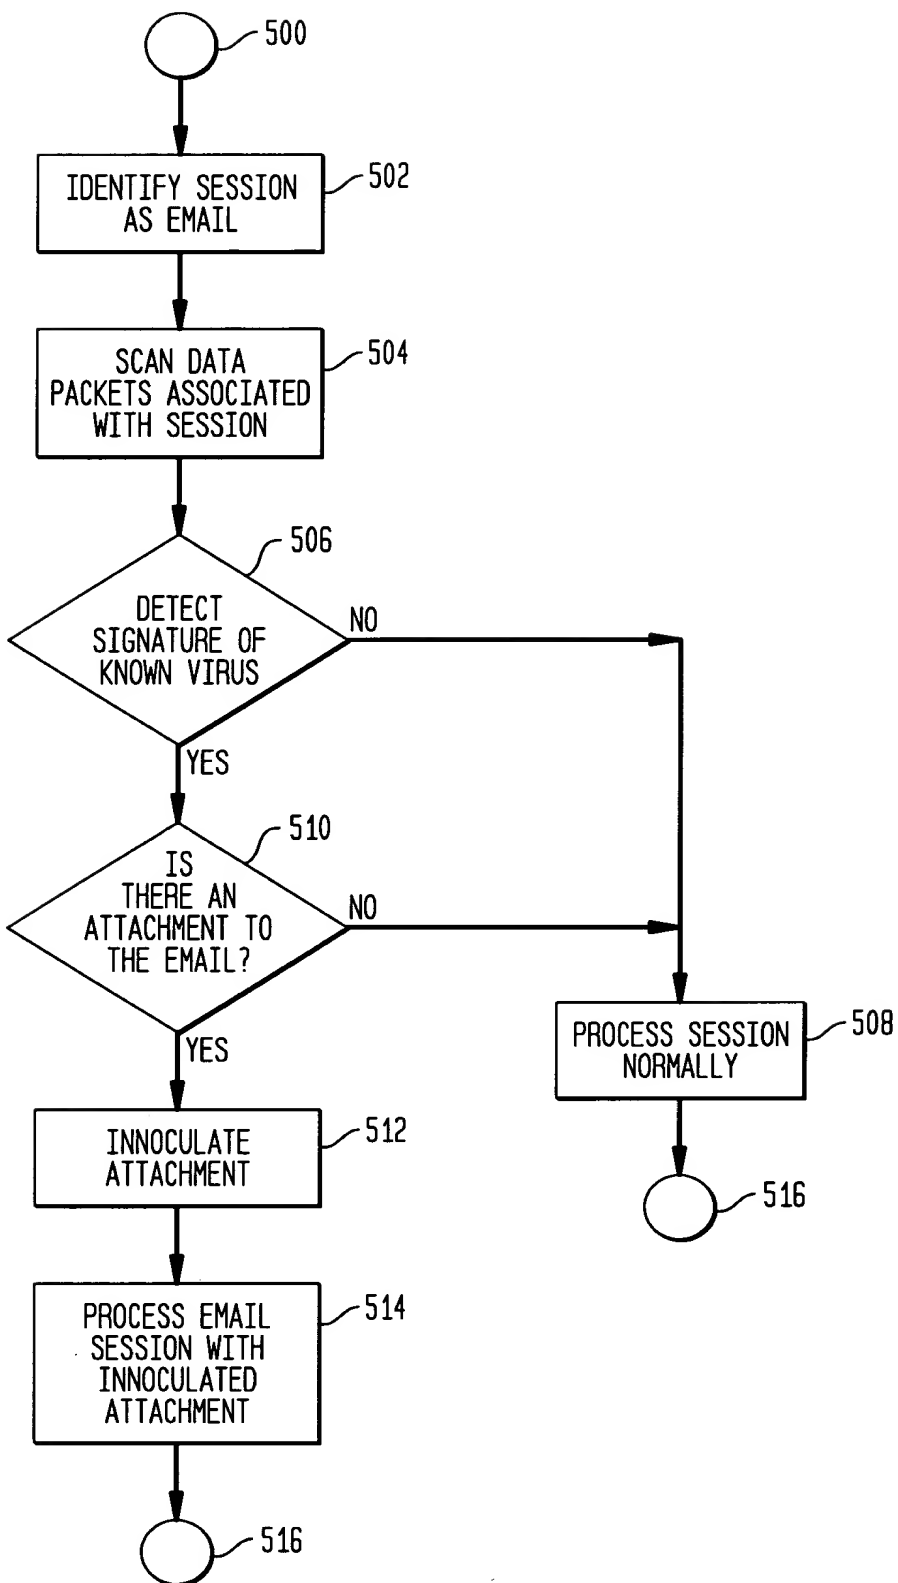 500
IDENTIFY SESSION
AS EMAIL
502
SCAN DATA
PACKETS ASSOCIATED
WITH SESSION
504
506
DETECT
SIGNATURE OF
KNOWN VIRUS
NO
YES
510
IS
THERE AN
ATTACHMENT TO
THE EMAIL?
NO
YES
PROCESS SESSION
NORMALLY
508
INNOCULATE
ATTACHMENT
512
516
PROCESS EMAIL
SESSION WITH
INNOCULATED
ATTACHMENT
514
516